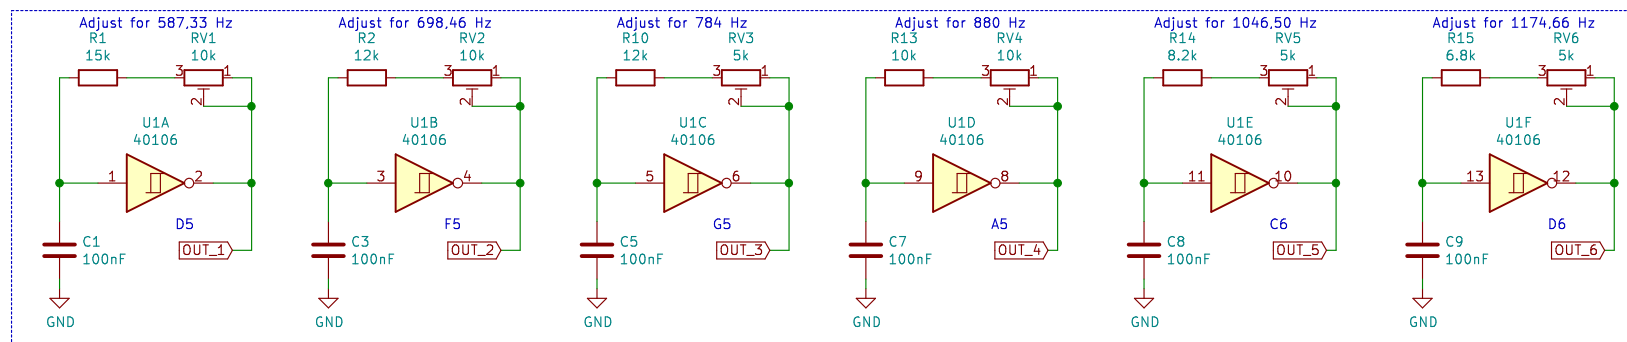 Adjust for 587,33 Hz
R1 RV1
15k 10k
3 1
2
U1A
40106
1 2
D5
C1
100nF
OUT_1
GND
Adjust for 698,46 Hz
R2 RV2
12k 10k
3 1
2
U1B
40106
3 4
F5
C3
100nF
OUT_2
GND
Adjust for 784 Hz
R10 RV3
12k 5k
3 1
2
U1C
40106
5 6
G5
C5
100nF
OUT_3
GND
Adjust for 880 Hz
R13 RV4
10k 10k
3 1
2
U1D
40106
9 8
A5
C7
100nF
OUT_4
GND
Adjust for 1046,50 Hz
R14 RV5
8.2k 5k
3 1
2
U1E
40106
11 10
C6
C8
100nF
OUT_5
GND
Adjust for 1174,66 Hz
R15 RV6
6.8k 5k
3 1
2
U1F
40106
13 12
D6
C9
100nF
OUT_6
GND